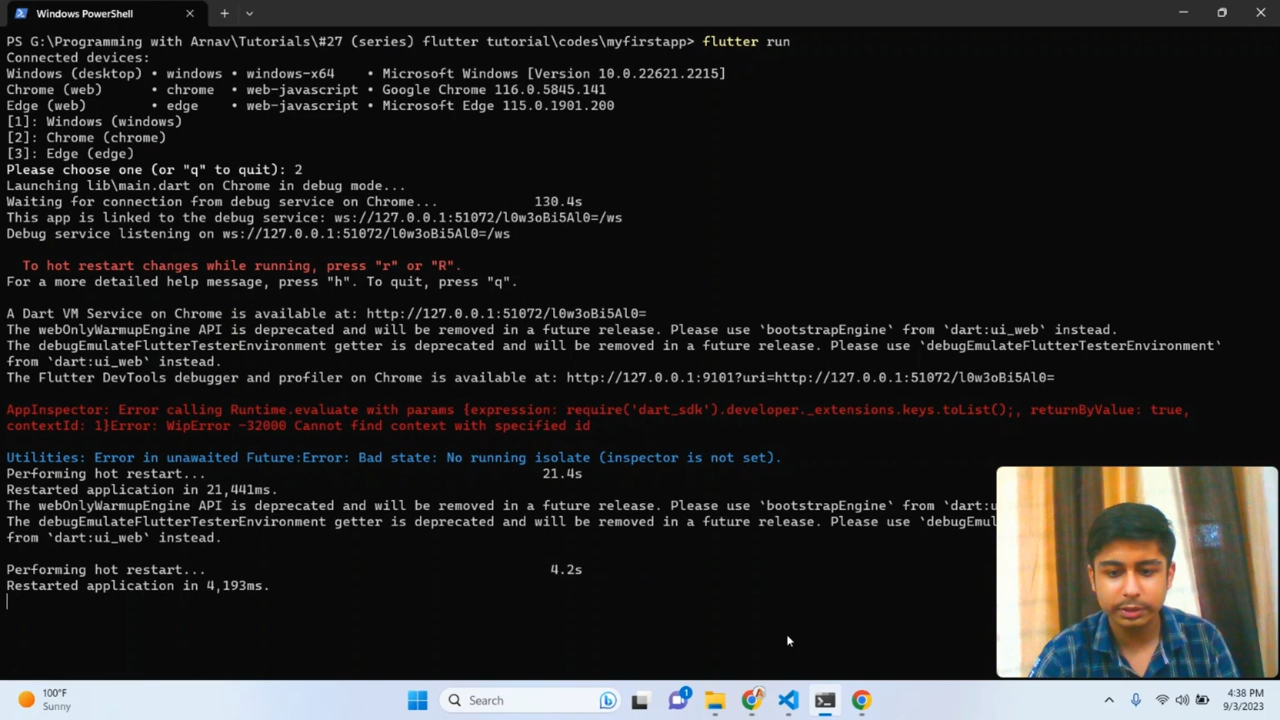 Windows PowerShell
PS G:\Programming with Arnav\Tutorials\#27 (series) flutter tutorial\codes\myfirstapp> flutter run
Connected devices:
Windows (desktop) • windows • windows-x64 • Microsoft Windows [Version 10.0.22621.2215]
Chrome (web) • chrome • web-javascript • Google Chrome 116.0.5845.141
Edge (web) • edge • web-javascript • Microsoft Edge 115.0.1901.200
[1]: Windows (windows)
[2]: Chrome (chrome)
[3]: Edge (edge)
Please choose one (or "q" to quit): 2
Launching lib\main.dart on Chrome in debug mode...
Waiting for connection from debug service on Chrome... 130.4s
This app is linked to the debug service: ws://127.0.0.1:51072/l0w3oBi5Al0=/ws
Debug service listening on ws://127.0.0.1:51072/l0w3oBi5Al0=/ws
To hot restart changes while running, press "r" or "R".
For a more detailed help message, press "h". To quit, press "q".
A Dart VM Service on Chrome is available at: http://127.0.0.1:51072/l0w3oBi5Al0=
The webOnlyWarmupEngine API is deprecated and will be removed in a future release. Please use `bootstrapEngine` from `dart:ui_web` instead.
The debugEmulateFlutterTesterEnvironment getter is deprecated and will be removed in a future release. Please use `debugEmulateFlutterTesterEnvironment`
from `dart:ui_web` instead.
The Flutter DevTools debugger and profiler on Chrome is available at: http://127.0.0.1:9101?uri=http://127.0.0.1:51072/l0w3oBi5Al0=
AppInspector: Error calling Runtime.evaluate with params {expression: require('dart_sdk').developer._extensions.keys.toList();, returnByValue: true,
contextId: 1}Error: WipError -32000 Cannot find context with specified id
Utilities: Error in unawaited Future:Error: Bad state: No running isolate (inspector is not set).
Performing hot restart... 21.4s
Restarted application in 21,441ms.
The webOnlyWarmupEngine API is deprecated and will be removed in a future release. Please use `bootstrapEngine` from `dart:u
The debugEmulateFlutterTesterEnvironment getter is deprecated and will be removed in a future release. Please use `debugEmul
from `dart:ui_web` instead.
Performing hot restart... 4.2s
Restarted application in 4,193ms.
100°F
Sunny
Search
1
4:38 PM
9/3/2023